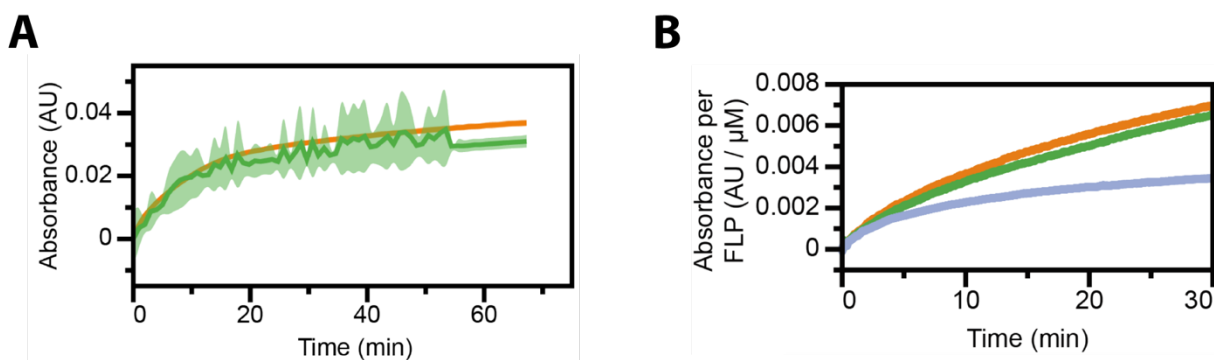 A
Absorbance (AU)
0.04
0.02
0
0
20
40
60
Time (min)
B
Absorbance per
FLP (AU / μM)
0.008
0.006
0.004
0.002
0
0
10
20
30
Time (min)